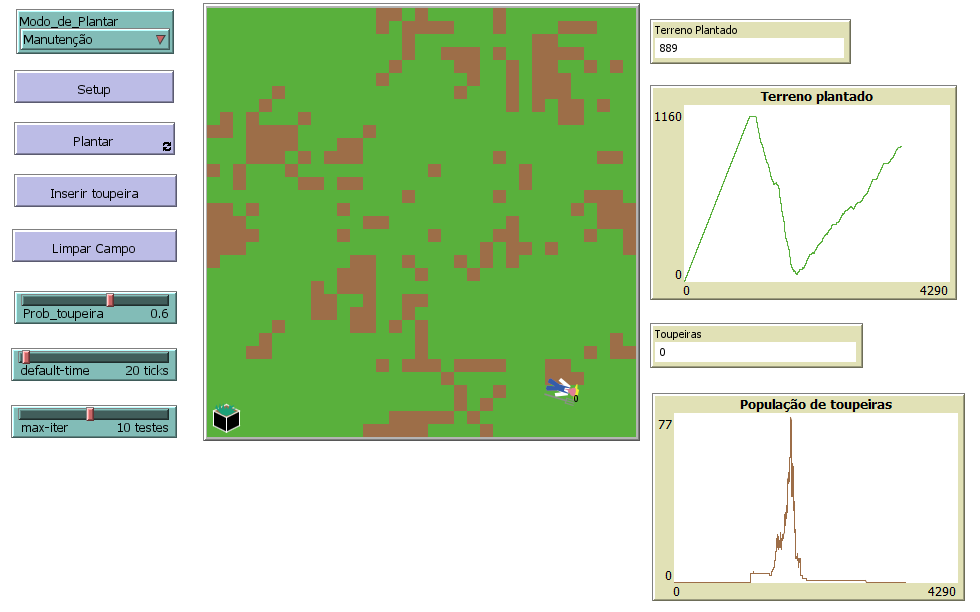 Modo_de_Plantar
Manutenção
Setup
Plantar
Inserir toupeira
Limpar Campo
Prob_toupeira 0.6
default-time 20 ticks
max-iter 10 testes
0
Terreno Plantado
889
Terreno plantado
1160
0
0 4290
Toupeiras
0
População de toupeiras
77
0
0 4290